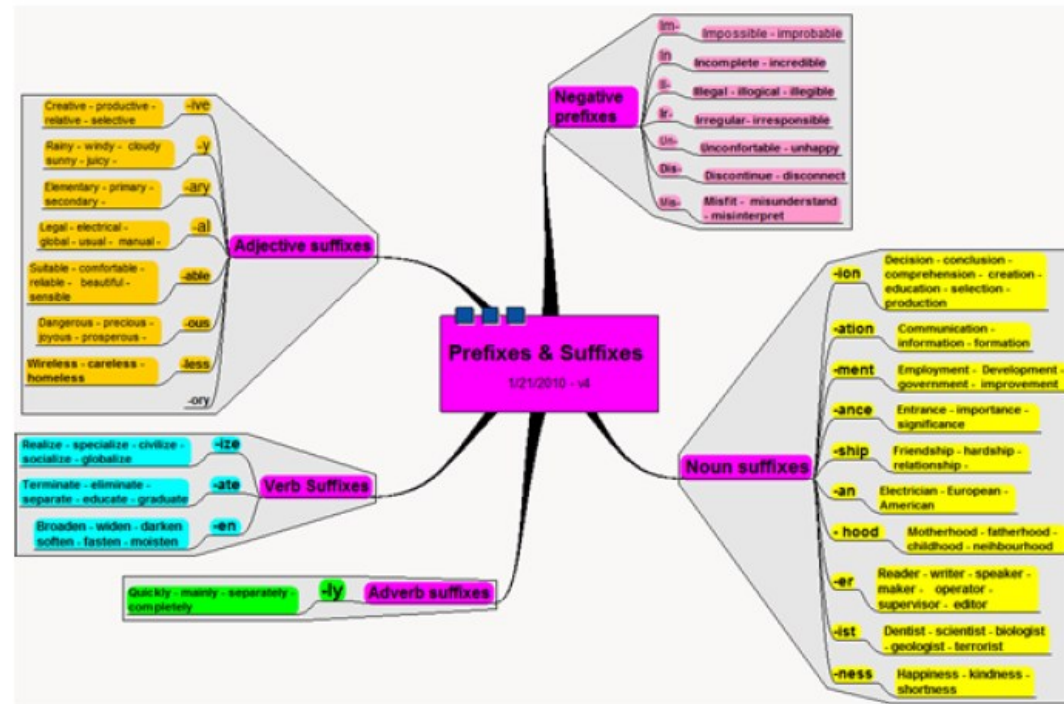 Prefixes & Suffixes
1/21/2010 - v4
Negative
prefixes
Im-
Impossible - improbable
In
Incomplete - incredible
Il-
Illegal - illogical - illegible
Ir-
Irregular- irresponsible
Un-
Unconfortable - unhappy
Dis-
Discontinue - disconnect
Mis-
Misfit - misunderstand
- misinterpret
Noun suffixes
-ion
Decision - conclusion -
comprehension - creation -
education - selection -
production
-ation
Communication -
information - formation
-ment
Employment - Development -
government - improvement
-ance
Entrance - importance -
significance
-ship
Friendship - hardship -
relationship -
-an
Electrician - European -
American
- hood
Motherhood - fatherhood -
childhood - neihbourhood
-er
Reader - writer - speaker -
maker - operator -
supervisor - editor
-ist
Dentist - scientist - biologist
- geologist - terrorist
-ness
Happiness - kindness -
shortness
Adjective suffixes
-ive
Creative - productive -
relative - selective
-y
Rainy - windy - cloudy
sunny - juicy -
-ary
Elementary - primary -
secondary -
-al
Legal - electrical -
global - usual - manual -
-able
Suitable - comfortable -
reliable - beautiful -
sensible
-ous
Dangerous - precious -
joyous - prosperous -
-less
Wireless - careless -
homeless
-ory
Verb Suffixes
-ize
Realize - specialize - civilize -
socialize - globalize
-ate
Terminate - eliminate -
separate - educate - graduate
-en
Broaden - widen - darken
soften - fasten - moisten
Adverb suffixes
-ly
Quickly - mainly - separately -
completely